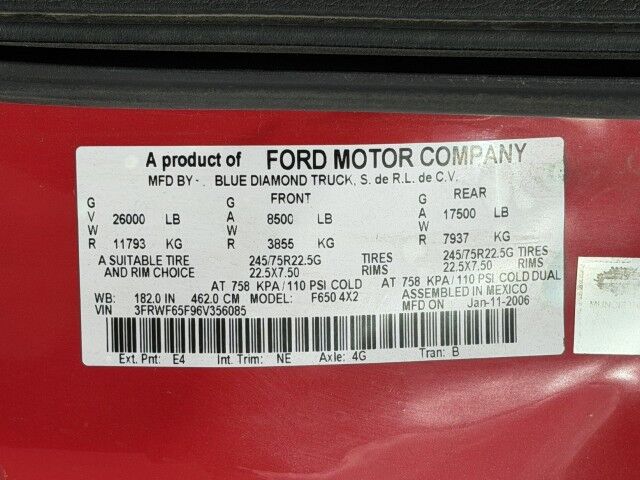 A product of FORD MOTOR COMPANY
MFD BY - . BLUE DIAMOND TRUCK, S. de R.L. de C.V.
G V W R 26000 LB 11793 KG
FRONT G A W R 8500 LB 3855 KG
REAR G A W R 17500 LB 7937 KG
A SUITABLE TIRE AND RIM CHOICE
245/75R22.5G TIRES 245/75R22.5G TIRES
22.5X7.50 RIMS 22.5X7.50 RIMS
AT 758 KPA/110 PSI COLD AT 758 KPA/110 PSI COLD DUAL
WB: 182.0 IN 462.0 CM MODEL: F650 4X2 ASSEMBLED IN MEXICO
VIN 3FRWF65F96V356085 MFD ON Jan-11-2006
Ext. Pnt: E4 Int. Trim: NE Axle: 4G Tran: B